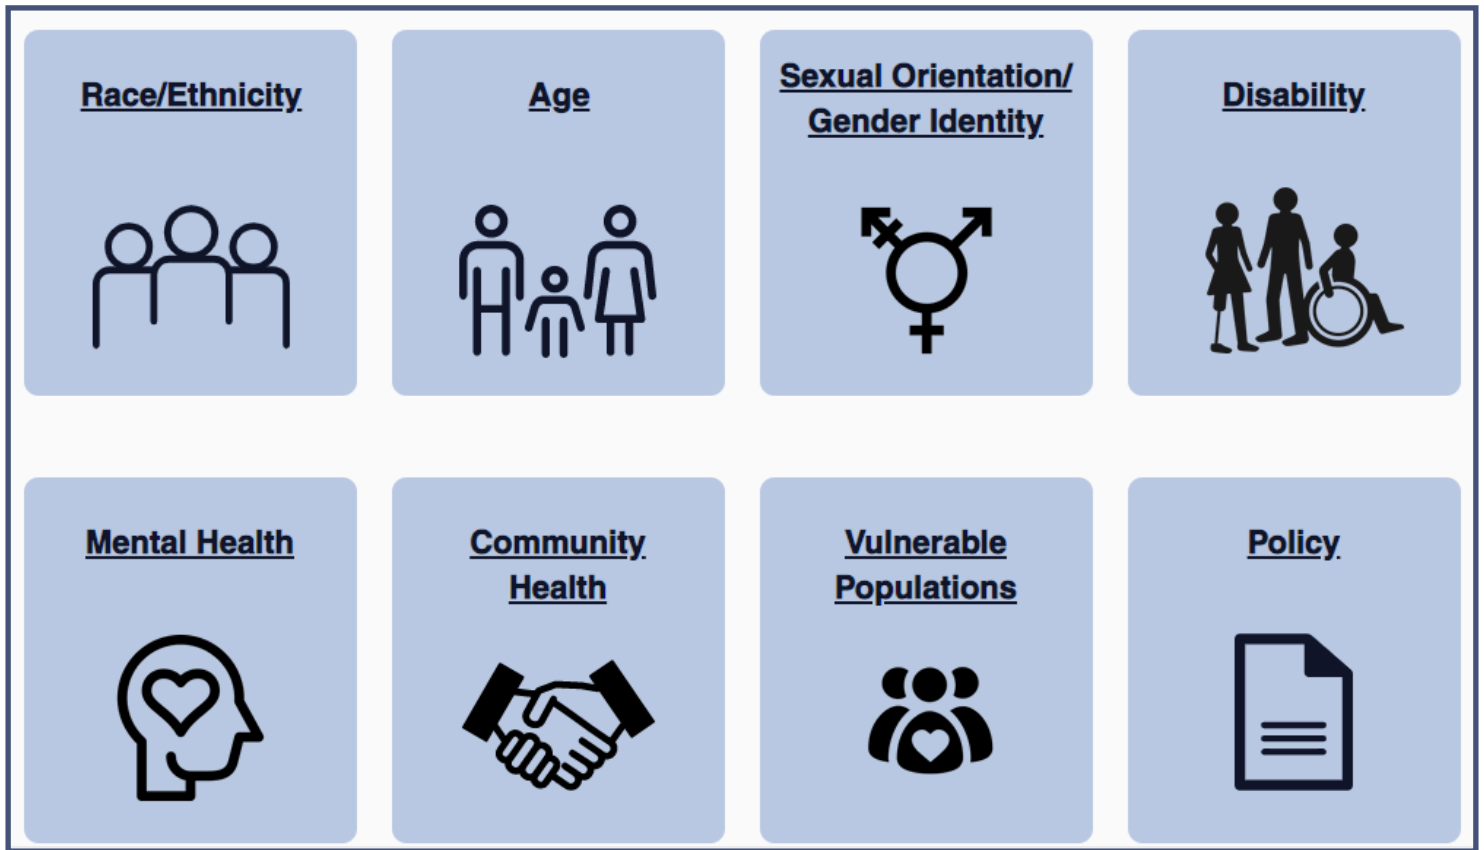 Race/Ethnicity
Age
Sexual Orientation/
Gender Identity
Disability
Mental Health
Community
Health
Vulnerable
Populations
Policy